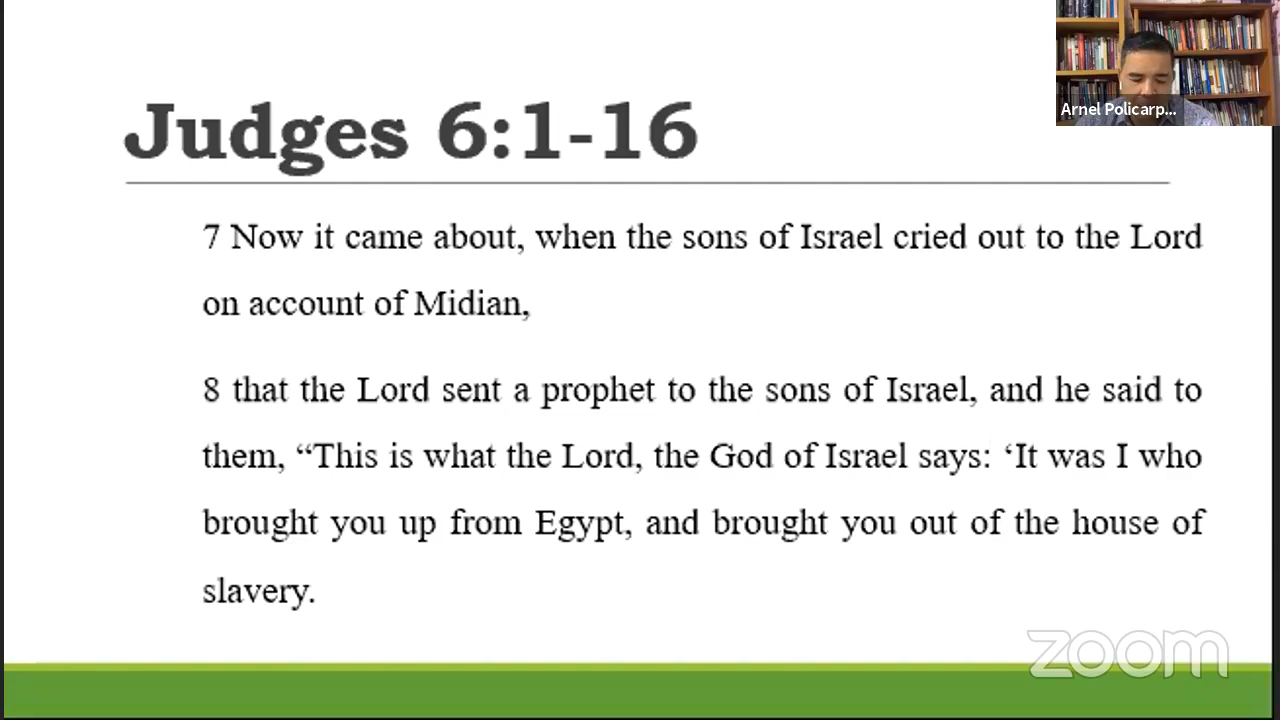 Arnel Policarp...
Judges 6:1-16
7 Now it came about, when the sons of Israel cried out to the Lord
on account of Midian,
8 that the Lord sent a prophet to the sons of Israel, and he said to
them, “This is what the Lord, the God of Israel says: ‘It was I who
brought you up from Egypt, and brought you out of the house of
slavery.
zoom